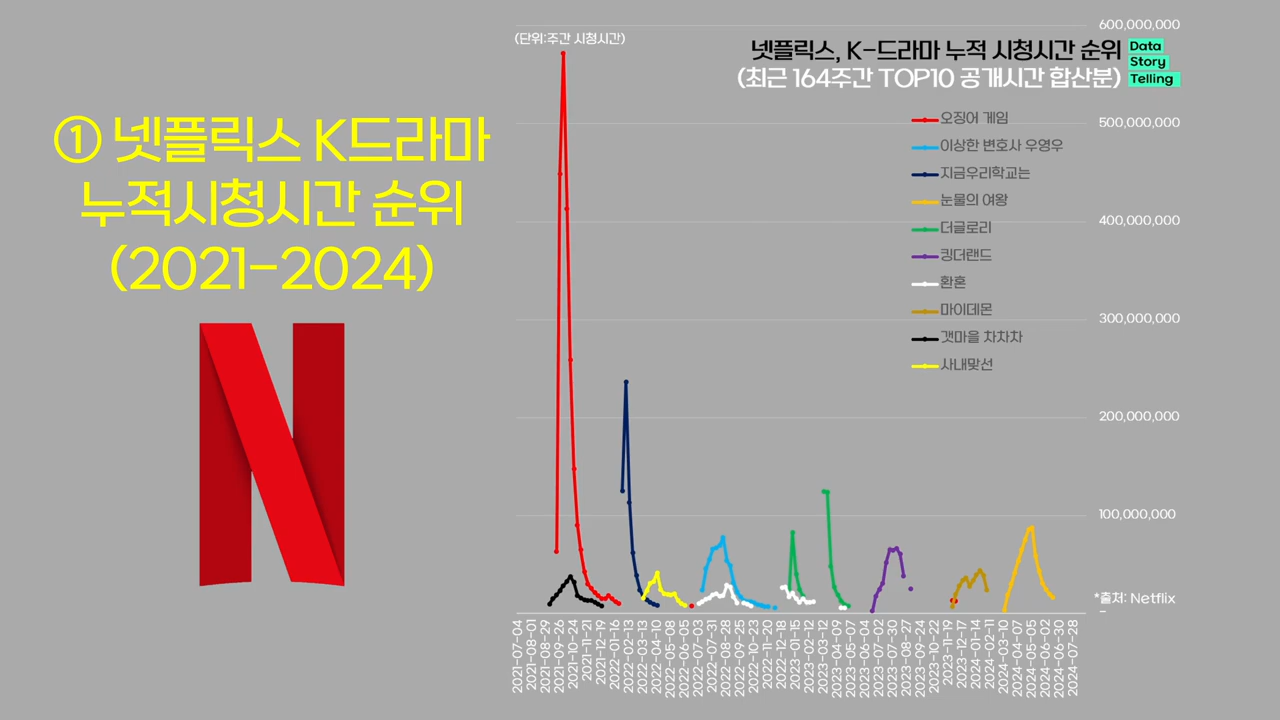 ① 넷플릭스 K드라마
누적시청시간 순위
(2021-2024)
(단위:주간 시청시간)
넷플릭스, K-드라마 누적 시청시간 순위
(최근 164주간 TOP10 공개시간 합산분)
Data
Story
Telling
오징어 게임
이상한 변호사 우영우
지금우리학교는
눈물의 여왕
더글로리
킹더랜드
환혼
마이데몬
갯마을 차차차
사내맞선
600,000,000
500,000,000
400,000,000
300,000,000
200,000,000
100,000,000
*출처: Netflix
-
2021-07-04
2021-08-01
2021-08-29
2021-09-26
2021-10-24
2021-11-21
2021-12-19
2022-01-16
2022-02-13
2022-03-13
2022-04-10
2022-05-08
2022-06-05
2022-07-03
2022-07-31
2022-08-28
2022-09-25
2022-10-23
2022-11-20
2022-12-18
2023-01-15
2023-02-12
2023-03-12
2023-04-09
2023-05-07
2023-06-04
2023-07-02
2023-07-30
2023-08-27
2023-09-24
2023-10-22
2023-11-19
2023-12-17
2024-01-14
2024-02-11
2024-03-10
2024-04-07
2024-05-05
2024-06-02
2024-06-30
2024-07-28